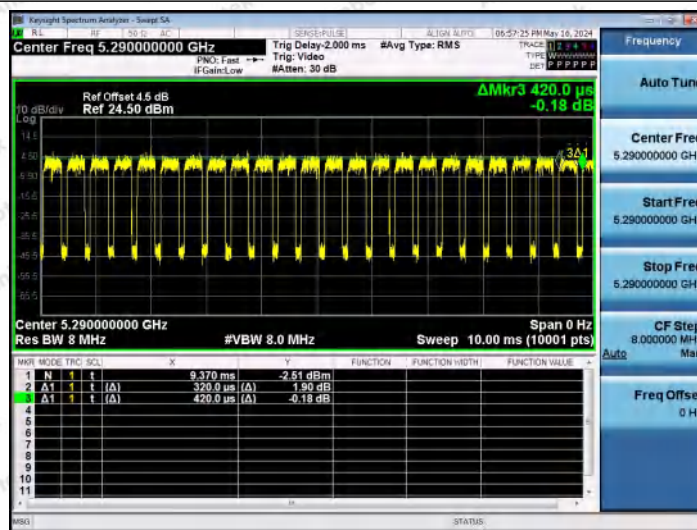 Keysight Spectrum Analyzer - Swept SA
RL RF 50 Ω AC SENSE:PULSE ALIGN AUTO 06:57:25 PM May 16, 2024
Center Freq 5.290000000 GHz
PNO: Fast
IFGain:Low
Trig Delay-2.000 ms
Trig: Video
#Atten: 30 dB
#Avg Type: RMS
TRACE 1 2 3 4 5 6
TYPE
DET P P P P P P
Ref Offset 4.5 dB
Ref 24.50 dBm
10 dB/div
Log
ΔMkr3 420.0 µs
-0.18 dB
14.5
4.50
-5.50
-15.5
-25.5
-35.5
-45.5
-55.5
-65.5
3Δ1
Center 5.290000000 GHz
Span 0 Hz
Res BW 8 MHz
#VBW 8.0 MHz
Sweep 10.00 ms (10001 pts)
MKR MODE TRC SCL X Y FUNCTION FUNCTION WIDTH FUNCTION VALUE
1 N 1 t 9.370 ms -2.51 dBm
2 Δ1 1 t (Δ) 320.0 µs (Δ) 1.90 dB
3 Δ1 1 t (Δ) 420.0 µs (Δ) -0.18 dB
4
5
6
7
8
9
10
11
MSG
STATUS
Frequency
Auto Tune
Center Freq
5.290000000 GH
Start Freq
5.290000000 GH
Stop Freq
5.290000000 GH
CF Step
8.000000 MH
Auto Ma
Freq Offse
0 H